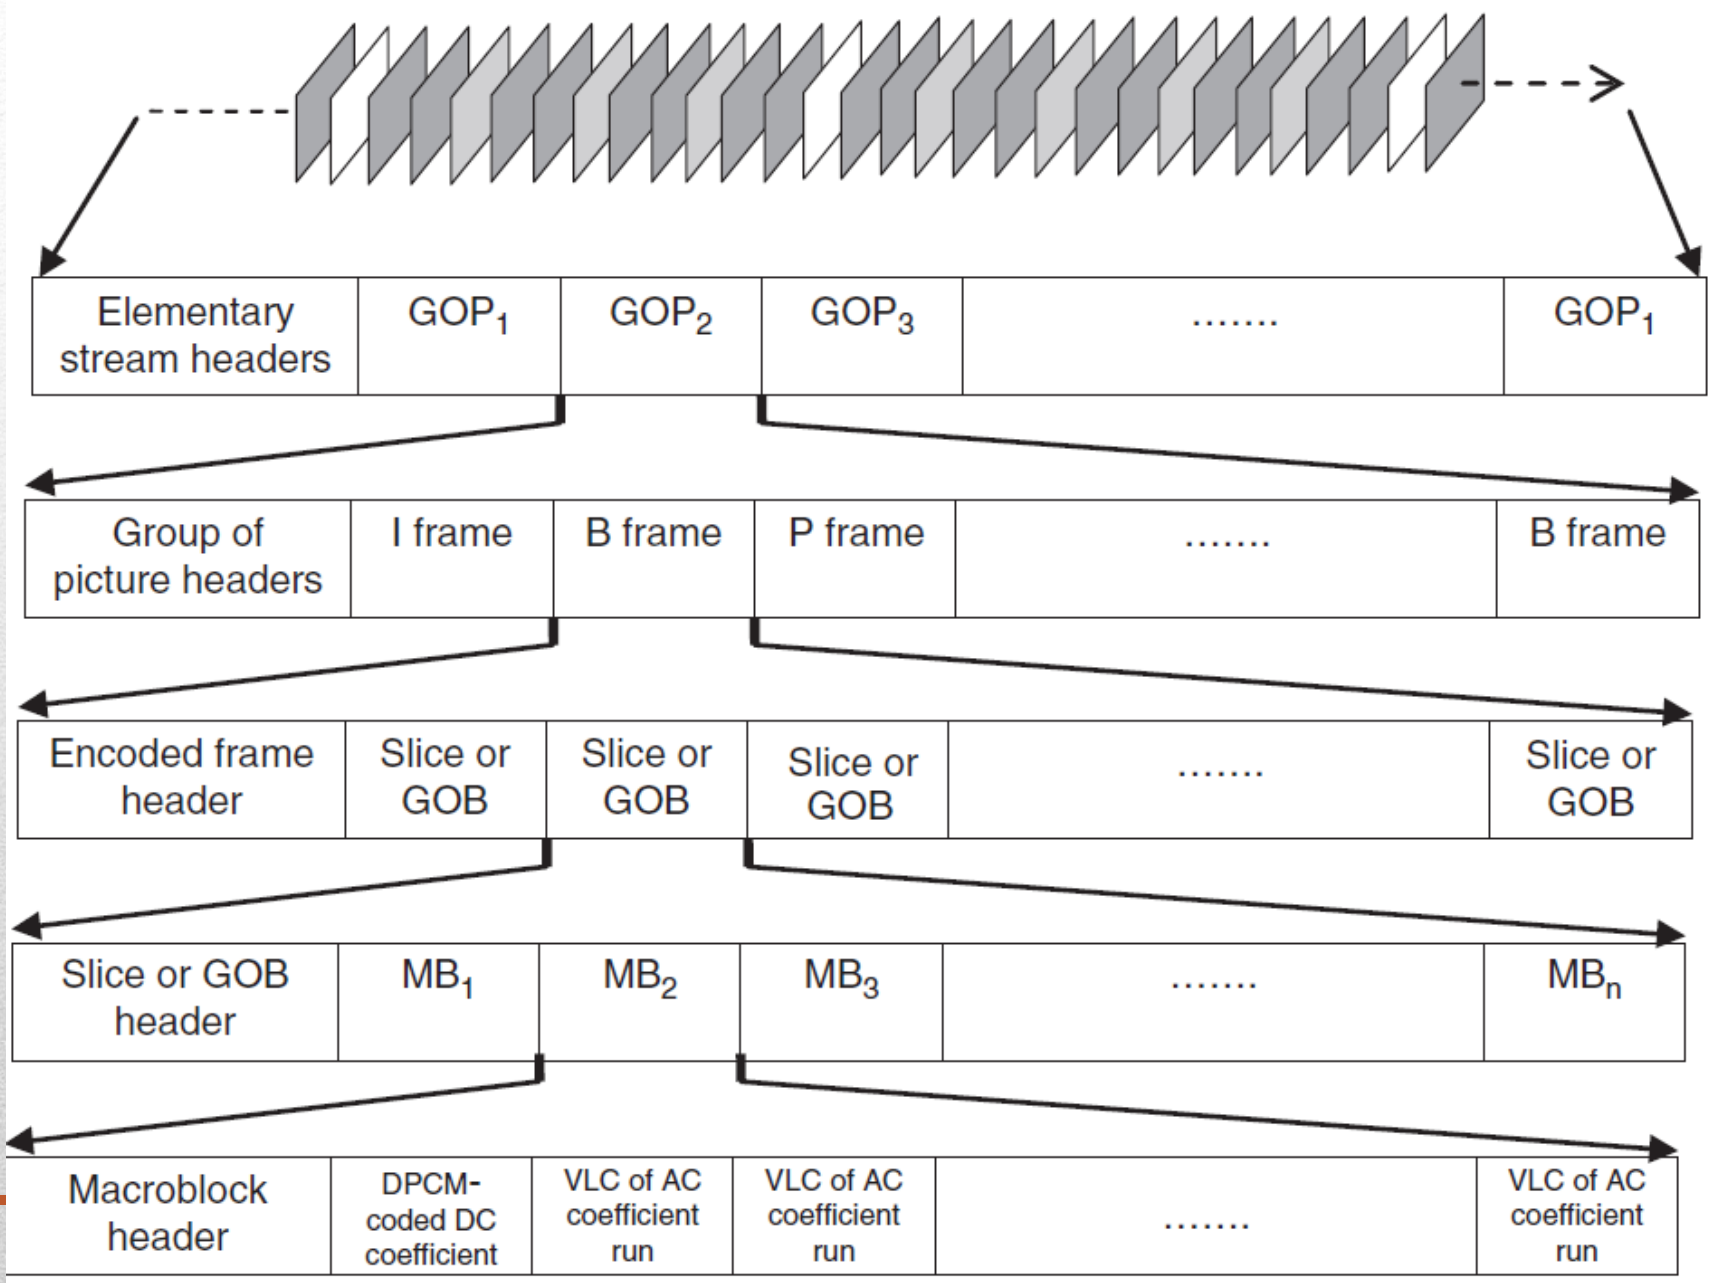 Elementary
stream headers
GOP1
GOP2
GOP3
.......
GOP1
Group of
picture headers
I frame
B frame
P frame
.......
B frame
Encoded frame
header
Slice or
GOB
Slice or
GOB
Slice or
GOB
.......
Slice or
GOB
Slice or GOB
header
MB1
MB2
MB3
.......
MBn
Macroblock
header
DPCM-
coded DC
coefficient
VLC of AC
coefficient
run
VLC of AC
coefficient
run
.......
VLC of AC
coefficient
run